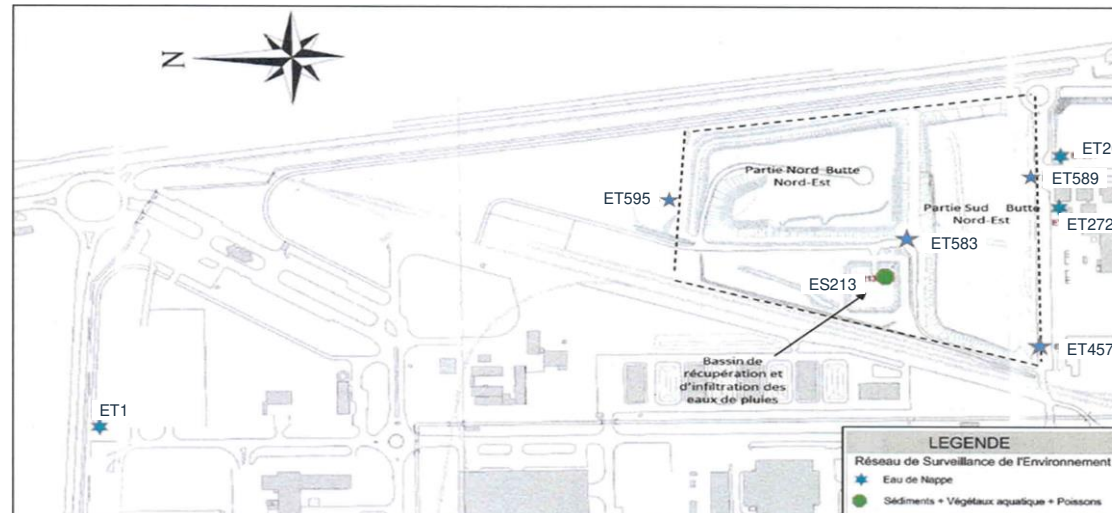 N
ET595
Partie Nord Butte
Nord-Est
Partie Sud Butte
Nord-Est
ET589
ET272
ET583
ES213
ET457
Bassin de
récupération et
d'infiltration des
eaux de pluies
ET1
LEGENDE
Réseau de Surveillance de l'Environnement
Eau de Nappe
Sédiments + Végétaux aquatique + Poissons